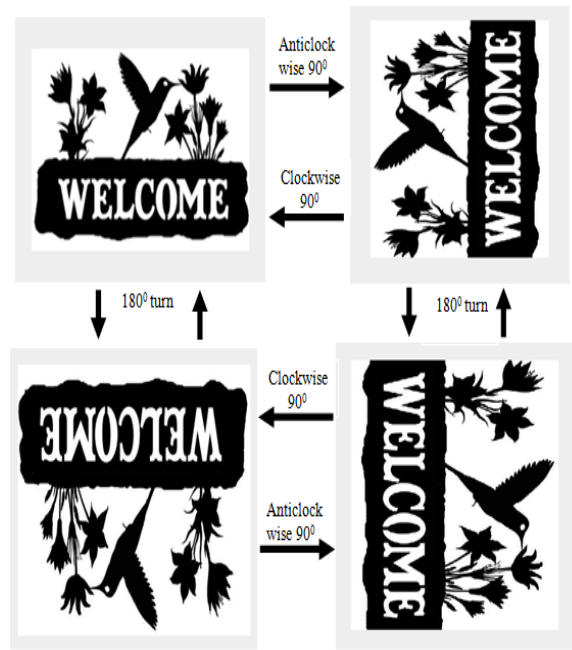 WELCOME
Anticlock
wise 90⁰
Clockwise
90⁰
WELCOME
180⁰ turn
180⁰ turn
WELCOME
Clockwise
90⁰
Anticlock
wise 90⁰
WELCOME